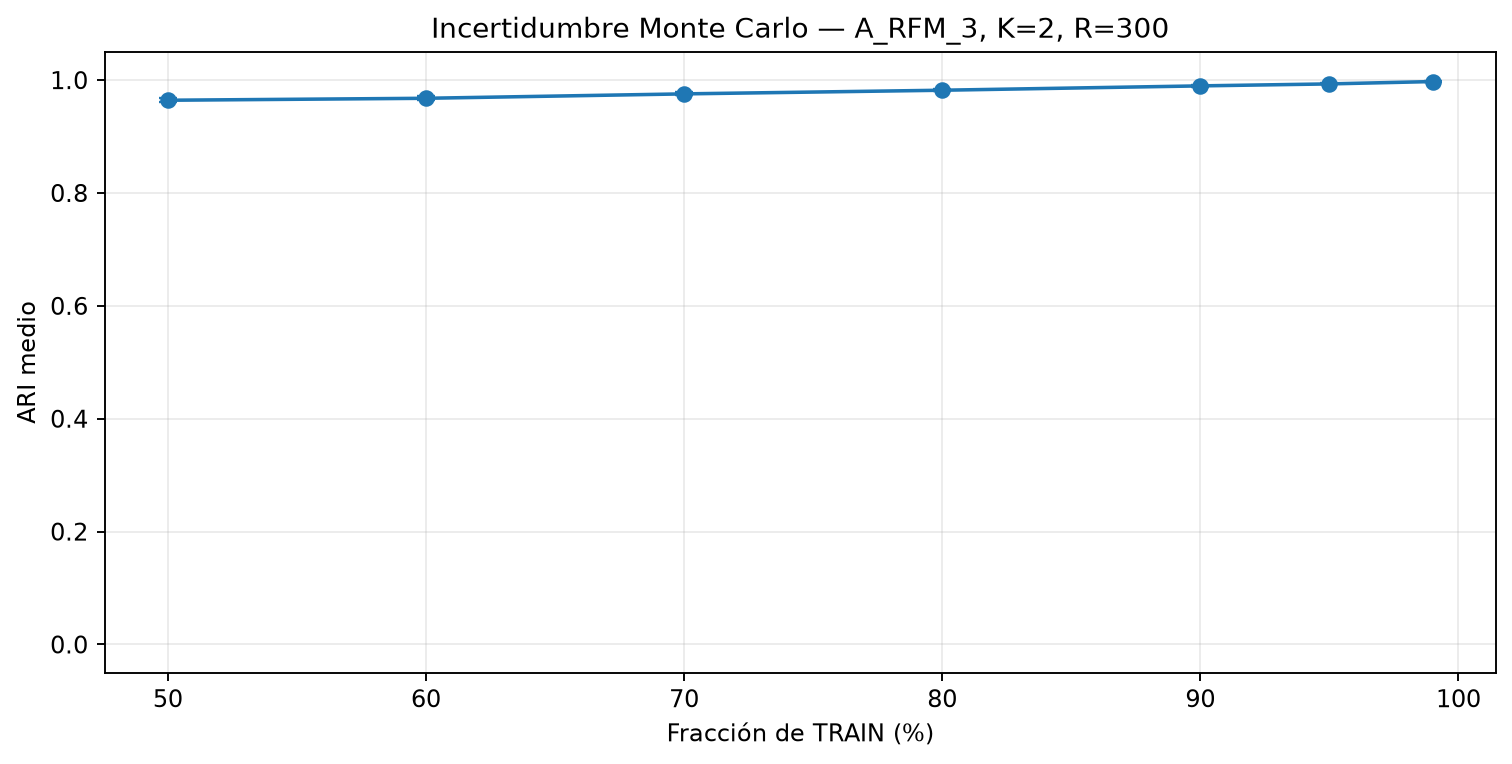 Incertidumbre Monte Carlo — A_RFM_3, K=2, R=300
ARI medio
1.0
0.8
0.6
0.4
0.2
0.0
50 60 70 80 90 100
Fracción de TRAIN (%)